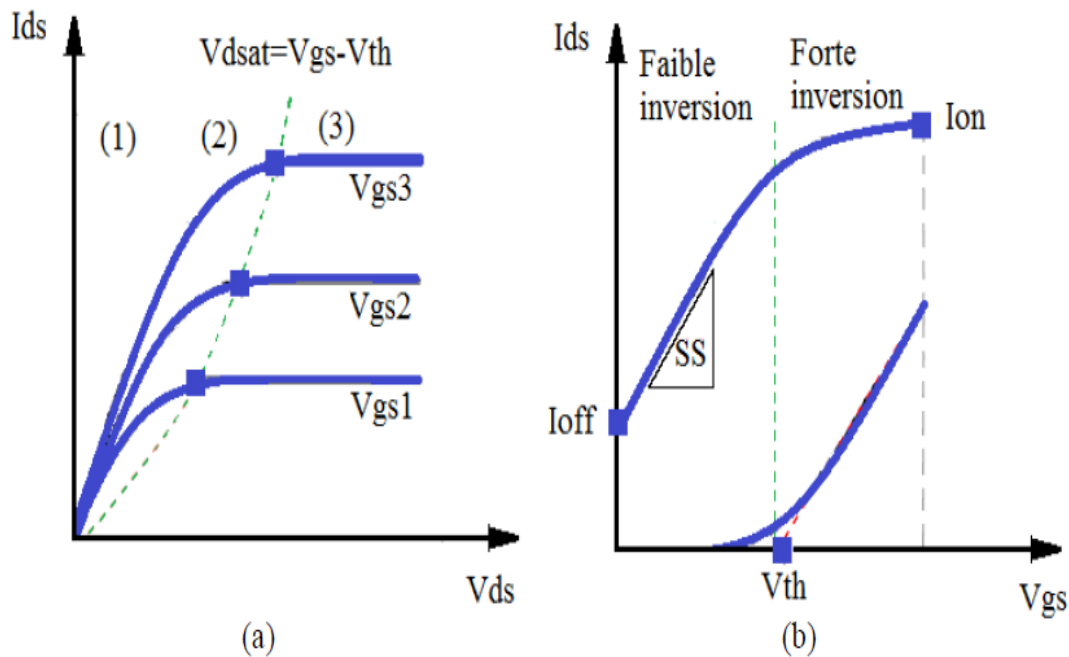 Ids
Vdsat=Vgs-Vth
(1)
(2)
(3)
Vgs3
Vgs2
Vgs1
Vds
(a)
Ids
Faible
inversion
Forte
inversion
Ion
SS
Ioff
Vth
Vgs
(b)